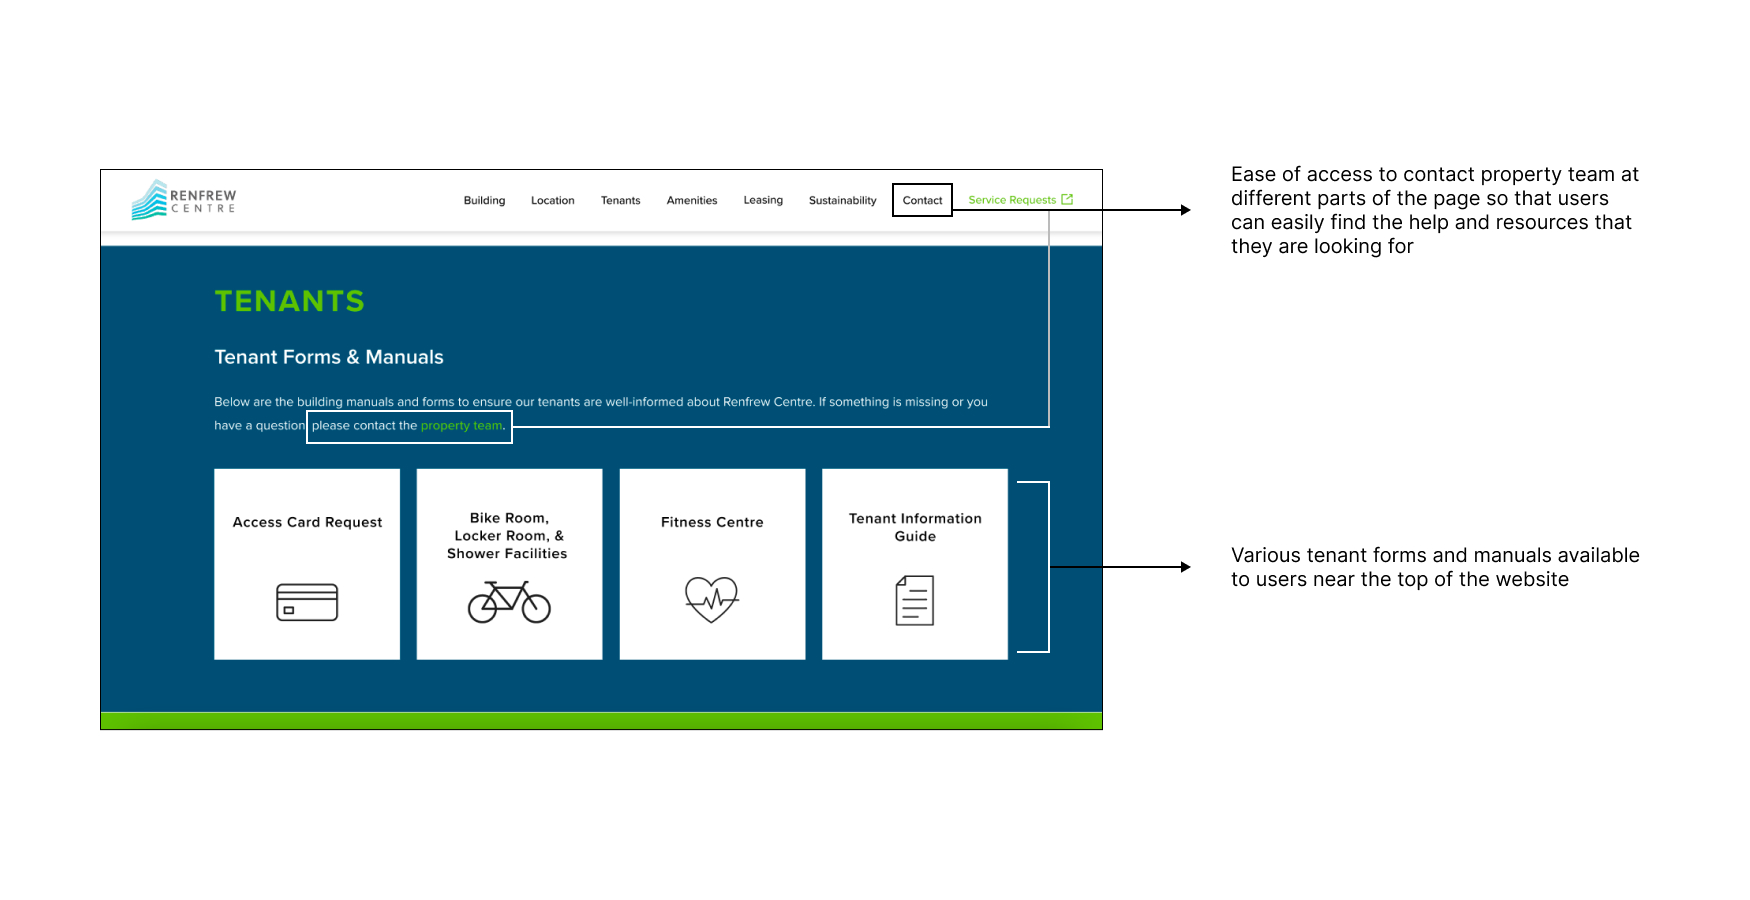 RENFREW
CENTRE
Building Location Tenants Amenities Leasing Sustainability Contact Service Requests
Ease of access to contact property team at
different parts of the page so that users
can easily find the help and resources that
they are looking for
TENANTS
Tenant Forms & Manuals
Below are the building manuals and forms to ensure our tenants are well-informed about Renfrew Centre. If something is missing or you
have a question please contact the property team.
Access Card Request
Bike Room,
Locker Room, &
Shower Facilities
Fitness Centre
Tenant Information
Guide
Various tenant forms and manuals available
to users near the top of the website